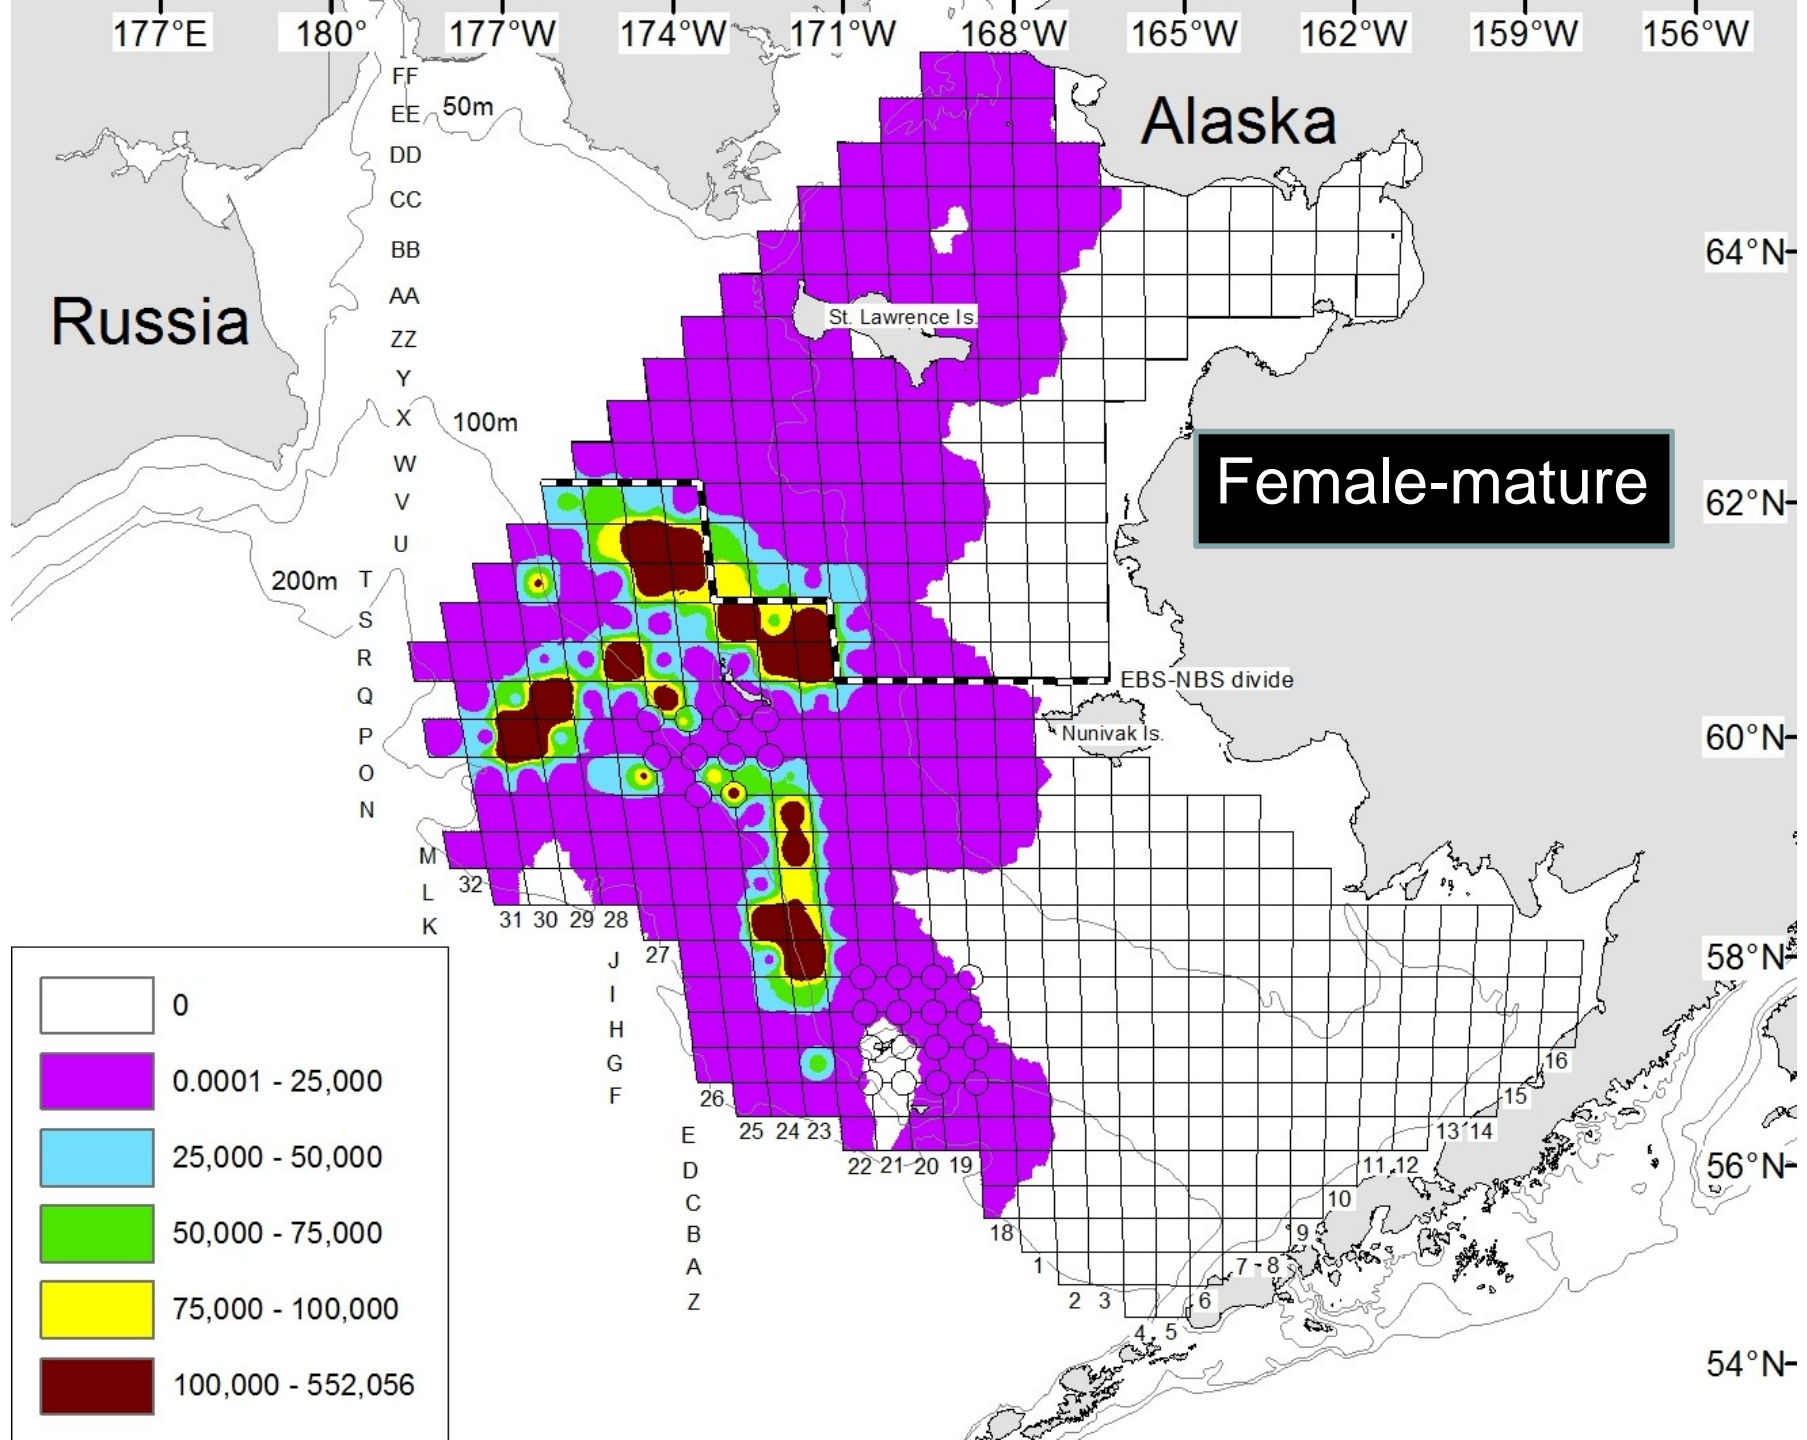 177°E 180° 177°W 174°W 171°W 168°W 165°W 162°W 159°W 156°W
FF
EE 50m
Alaska
DD
CC
BB
64°N
AA
Russia
St. Lawrence Is.
ZZ
Y
X 100m
W
Female-mature
V
62°N
U
200m T
S
R
EBS-NBS divide
Q
Nunivak Is.
P
60°N
O
N
M
32
L
31 30 29 28
K
27
J
58°N
I
H
G
16
F
26
15
25 24 23
13 14
E
22 21 20 19
11 12
D
56°N
10
C
18
9
B
1
7 8
A
2 3
6
Z
4 5
54°N
0
0.0001 - 25,000
25,000 - 50,000
50,000 - 75,000
75,000 - 100,000
100,000 - 552,056